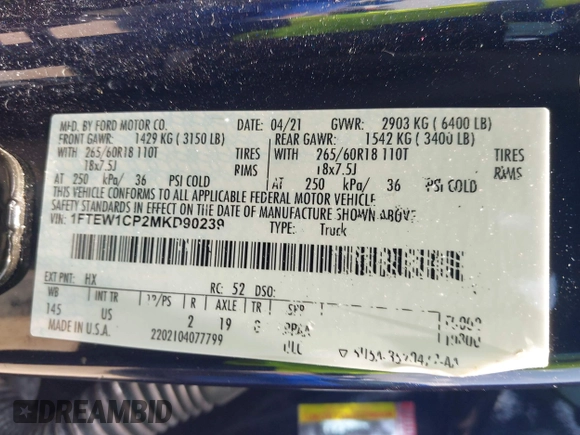 MFD. BY FORD MOTOR CO. DATE: 04/21 GVWR: 2903 KG ( 6400 LB)
FRONT GAWR: 1429 KG ( 3150 LB) REAR GAWR: 1542 KG ( 3400 LB)
WITH 265/60R18 110T TIRES WITH 265/60R18 110T TIRES
18x7.5J RIMS 18x7.5J RIMS
AT 250 kPa/ 36 PSI COLD AT 250 kPa/ 36 PSI COLD
THIS VEHICLE CONFORMS TO ALL APPLICABLE FEDERAL MOTOR VEHICLE
SAFETY STANDARDS IN EFFECT ON THE DATE OF MANUFACTURE SHOWN ABOVE
VIN: 1FTEW1CP2MKD90239 TYPE: Truck
EXT PNT: HX RC: 52 DSO:
WB INT TR TP/PS R AXLE TR SPR
145 US 2 19
MADE IN U.S.A. 2202104077799
DREAMBID